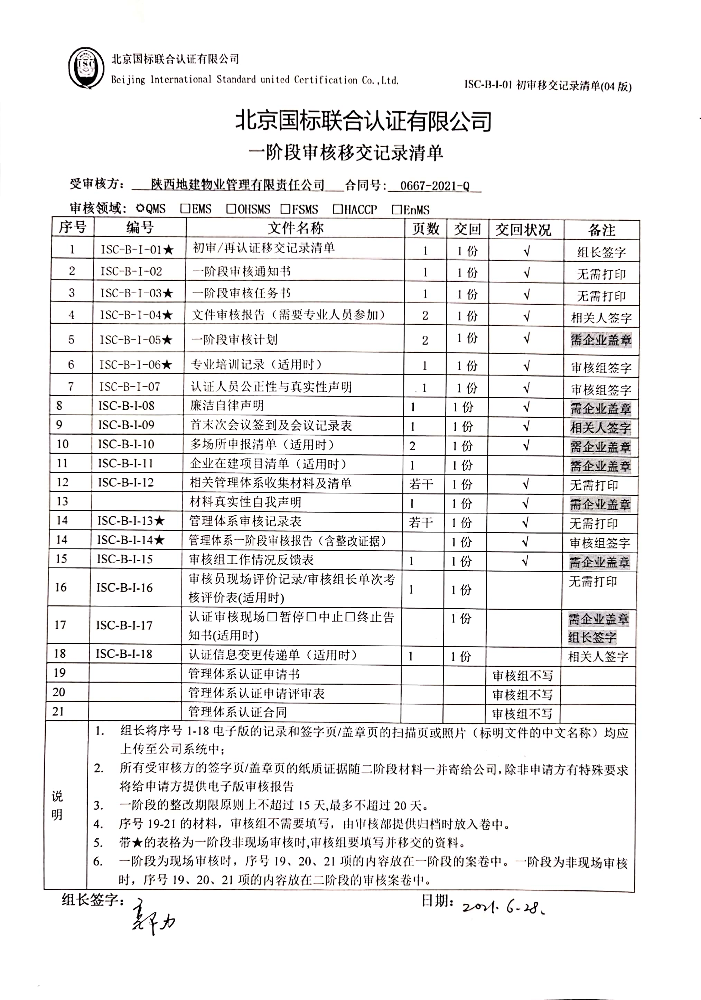 ISC
北京国标联合认证有限公司
Beijing International Standard united Certification Co.,Ltd.
ISC-B-I-01 初审移交记录清单(04 版)
北京国标联合认证有限公司
一阶段审核移交记录清单
受审核方： 陕西地建物业管理有限责任公司 合同号： 0667-2021-Q
审核领域：✿QMS □EMS □OHSMS □FSMS □HACCP □EnMS
序号 编号 文件名称 页数 交回 交回状况 备注
1 ISC-B-I-01★ 初审/再认证移交记录清单 1 1 份 √ 组长签字
2 ISC-B-I-02 一阶段审核通知书 1 1 份 √ 无需打印
3 ISC-B-I-03★ 一阶段审核任务书 1 1 份 √ 无需打印
4 ISC-B-I-04★ 文件审核报告（需要专业人员参加） 2 1 份 √ 相关人签字
5 ISC-B-I-05★ 一阶段审核计划 2 1 份 √ 需企业盖章
6 ISC-B-I-06★ 专业培训记录（适用时） 1 1 份 √ 审核组签字
7 ISC-B-I-07 认证人员公正性与真实性声明 1 1 份 √ 审核组签字
8 ISC-B-I-08 廉洁自律声明 1 1 份 √ 需企业盖章
9 ISC-B-I-09 首末次会议签到及会议记录表 1 1 份 √ 相关人签字
10 ISC-B-I-10 多场所申报清单（适用时） 2 1 份 √ 需企业盖章
11 ISC-B-I-11 企业在建项目清单（适用时） 1 1 份 需企业盖章
12 ISC-B-I-12 相关管理体系收集材料及清单 若干 1 份 √ 无需打印
13 材料真实性自我声明 1 1 份 √ 需企业盖章
14 ISC-B-I-13★ 管理体系审核记录表 若干 1 份 √ 无需打印
14 ISC-B-I-14★ 管理体系一阶段审核报告（含整改证据） 1 份 √ 审核组签字
15 ISC-B-I-15 审核组工作情况反馈表 1 1 份 √ 需企业盖章
16 ISC-B-I-16 审核员现场评价记录/审核组长单次考 1 1 份 无需打印
核评价表(适用时)
17 ISC-B-I-17 认证审核现场□暂停□中止□终止告 1 份 需企业盖章
知书(适用时) 组长签字
18 ISC-B-I-18 认证信息变更传递单（适用时） 1 1 份 相关人签字
19 管理体系认证申请书 审核组不写
20 管理体系认证申请评审表 审核组不写
21 管理体系认证合同 审核组不写
说
明
1. 组长将序号 1-18 电子版的记录和签字页/盖章页的扫描页或照片（标明文件的中文名称）均应
上传至公司系统中；
2. 所有受审核方的签字页/盖章页的纸质证据随二阶段材料一并寄给公司,除非申请方有特殊要求
将给申请方提供电子版审核报告
3. 一阶段的整改期限原则上不超过 15 天,最多不超过 20 天。
4. 序号 19-21 的材料，审核组不需要填写，由审核部提供归档时放入卷中。
5. 带★的表格为一阶段非现场审核时,审核组要填写并移交的资料。
6. 一阶段为现场审核时，序号 19、20、21 项的内容放在一阶段的案卷中。一阶段为非现场审核
时，序号 19、20、21 项的内容放在二阶段的审核案卷中。
组长签字： 郭力 日期： 2021.6-28.